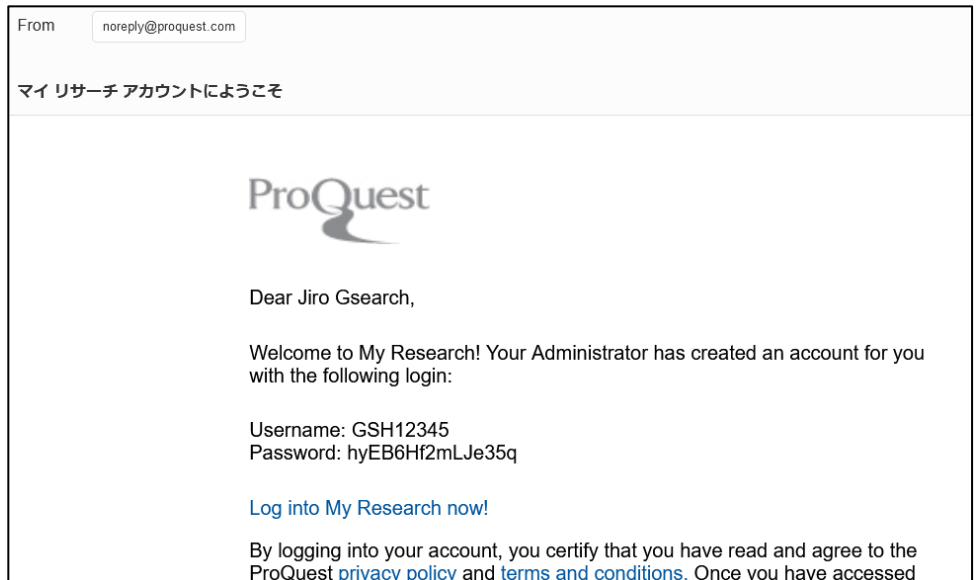 From noreply@proquest.com
マイ リサーチ アカウントにようこそ
ProQuest
Dear Jiro Gsearch,
Welcome to My Research! Your Administrator has created an account for you
with the following login:
Username: GSH12345
Password: hyEB6Hf2mLJe35q
Log into My Research now!
By logging into your account, you certify that you have read and agree to the
ProQuest privacy policy and terms and conditions. Once you have accessed